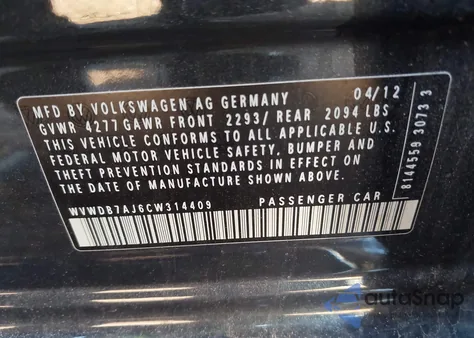 MFD BY VOLKSWAGEN AG GERMANY 04/12
GVWR 4277 GAWR FRONT 2293/ REAR 2094 LBS
THIS VEHICLE CONFORMS TO ALL APPLICABLE U.S.
FEDERAL MOTOR VEHICLE SAFETY, BUMPER AND
THEFT PREVENTION STANDARDS IN EFFECT ON
THE DATE OF MANUFACTURE SHOWN ABOVE.
WVWDB7AJ6CW314409 PASSENGER CAR
8144559 3073 3
autosnap